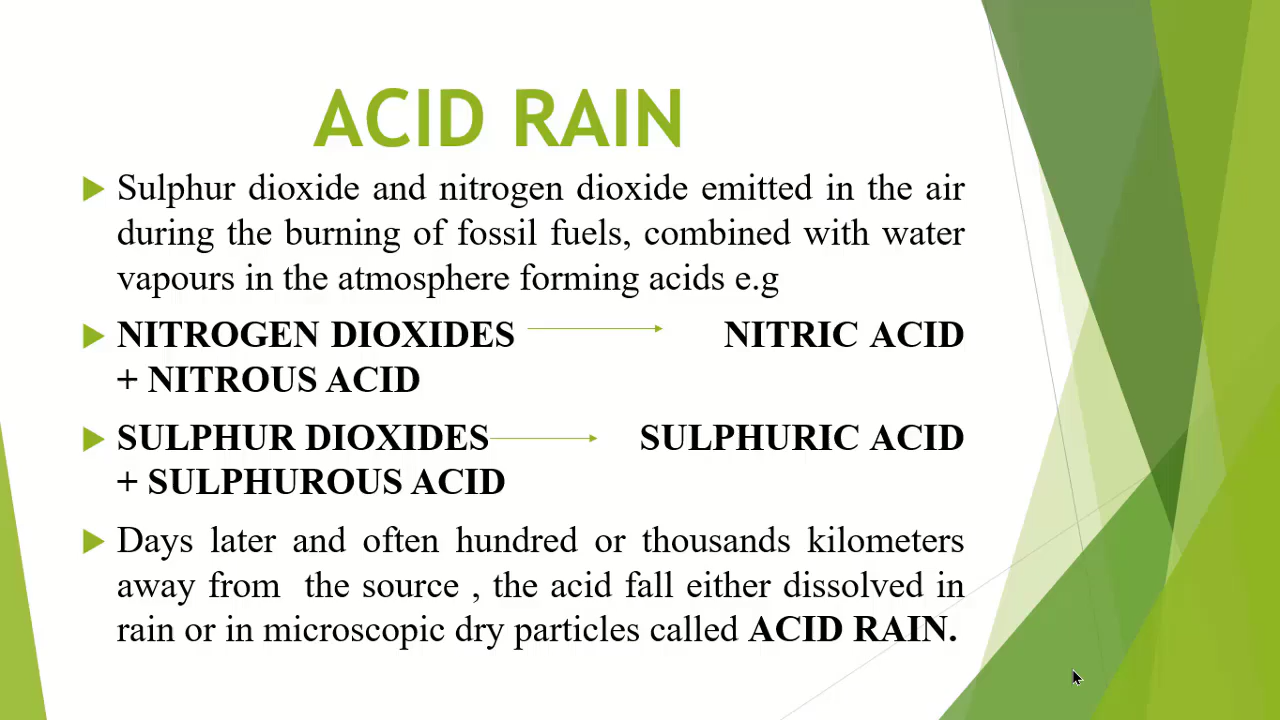 ACID RAIN
Sulphur dioxide and nitrogen dioxide emitted in the air
during the burning of fossil fuels, combined with water
vapours in the atmosphere forming acids e.g
NITROGEN DIOXIDES NITRIC ACID
+ NITROUS ACID
SULPHUR DIOXIDES SULPHURIC ACID
+ SULPHUROUS ACID
Days later and often hundred or thousands kilometers
away from the source , the acid fall either dissolved in
rain or in microscopic dry particles called ACID RAIN.